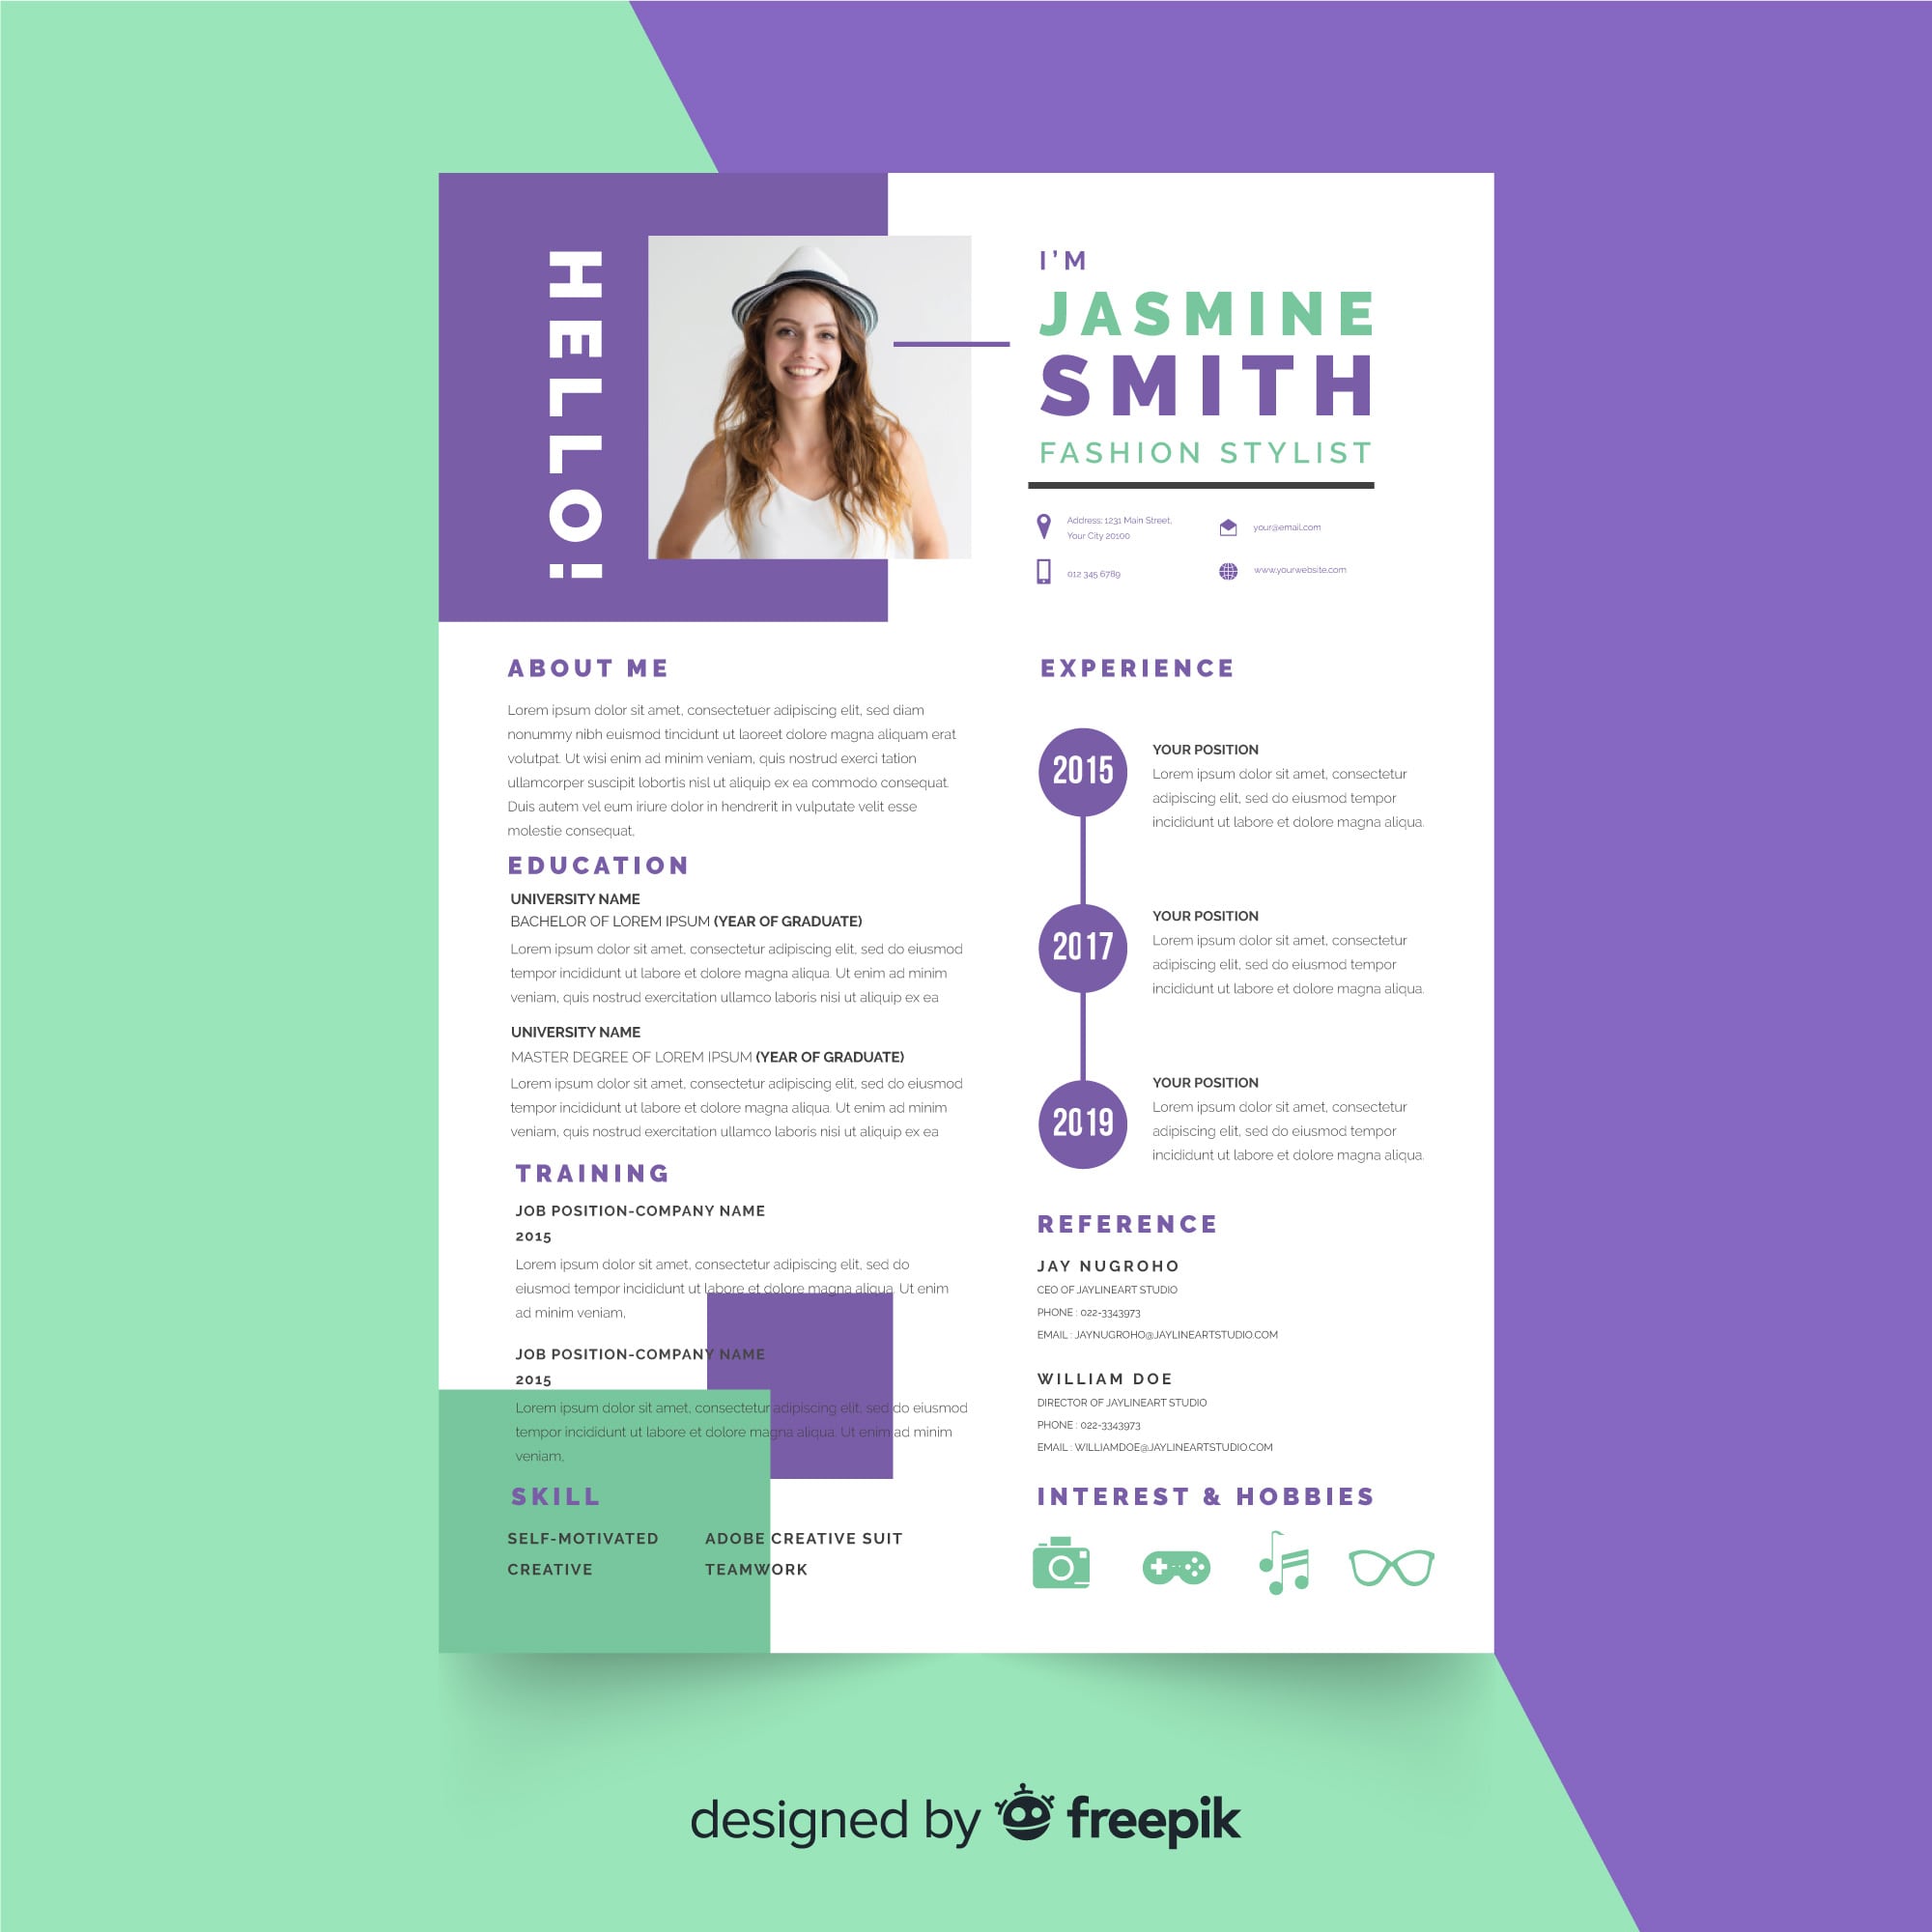 HELLO!
I'M
JASMINE
SMITH
FASHION STYLIST
Address: 1231 Main Street,
Your City 20100
your@email.com
012 345 6789
www.yourwebsite.com
ABOUT ME
Lorem ipsum dolor sit amet, consectetuer adipiscing elit, sed diam
nonummy nibh euismod tincidunt ut laoreet dolore magna aliquam erat
volutpat. Ut wisi enim ad minim veniam, quis nostrud exerci tation
ullamcorper suscipit lobortis nisl ut aliquip ex ea commodo consequat.
Duis autem vel eum iriure dolor in hendrerit in vulputate velit esse
molestie consequat,
EDUCATION
UNIVERSITY NAME
BACHELOR OF LOREM IPSUM (YEAR OF GRADUATE)
Lorem ipsum dolor sit amet, consectetur adipiscing elit, sed do eiusmod
tempor incididunt ut labore et dolore magna aliqua. Ut enim ad minim
veniam, quis nostrud exercitation ullamco laboris nisi ut aliquip ex ea
UNIVERSITY NAME
MASTER DEGREE OF LOREM IPSUM (YEAR OF GRADUATE)
Lorem ipsum dolor sit amet, consectetur adipiscing elit, sed do eiusmod
tempor incididunt ut labore et dolore magna aliqua. Ut enim ad minim
veniam, quis nostrud exercitation ullamco laboris nisi ut aliquip ex ea
TRAINING
JOB POSITION-COMPANY NAME
2015
Lorem ipsum dolor sit amet, consectetur adipiscing elit, sed do
eiusmod tempor incididunt ut labore et dolore magna aliqua. Ut enim
ad minim veniam,
JOB POSITION-COMPANY NAME
2015
Lorem ipsum dolor sit amet, consectetur adipiscing elit, sed do eiusmod
tempor incididunt ut labore et dolore magna aliqua. Ut enim ad minim
veniam,
SKILL
SELF-MOTIVATED
ADOBE CREATIVE SUIT
CREATIVE
TEAMWORK
EXPERIENCE
2015
YOUR POSITION
Lorem ipsum dolor sit amet, consectetur
adipiscing elit, sed do eiusmod tempor
incididunt ut labore et dolore magna aliqua.
2017
YOUR POSITION
Lorem ipsum dolor sit amet, consectetur
adipiscing elit, sed do eiusmod tempor
incididunt ut labore et dolore magna aliqua.
2019
YOUR POSITION
Lorem ipsum dolor sit amet, consectetur
adipiscing elit, sed do eiusmod tempor
incididunt ut labore et dolore magna aliqua.
REFERENCE
JAY NUGROHO
CEO OF JAYLINEART STUDIO
PHONE : 022-3343973
EMAIL : JAYNUGROHO@JAYLINEARTSTUDIO.COM
WILLIAM DOE
DIRECTOR OF JAYLINEART STUDIO
PHONE : 022-3343973
EMAIL : WILLIAMDOE@JAYLINEARTSTUDIO.COM
INTEREST & HOBBIES
designed by freepik